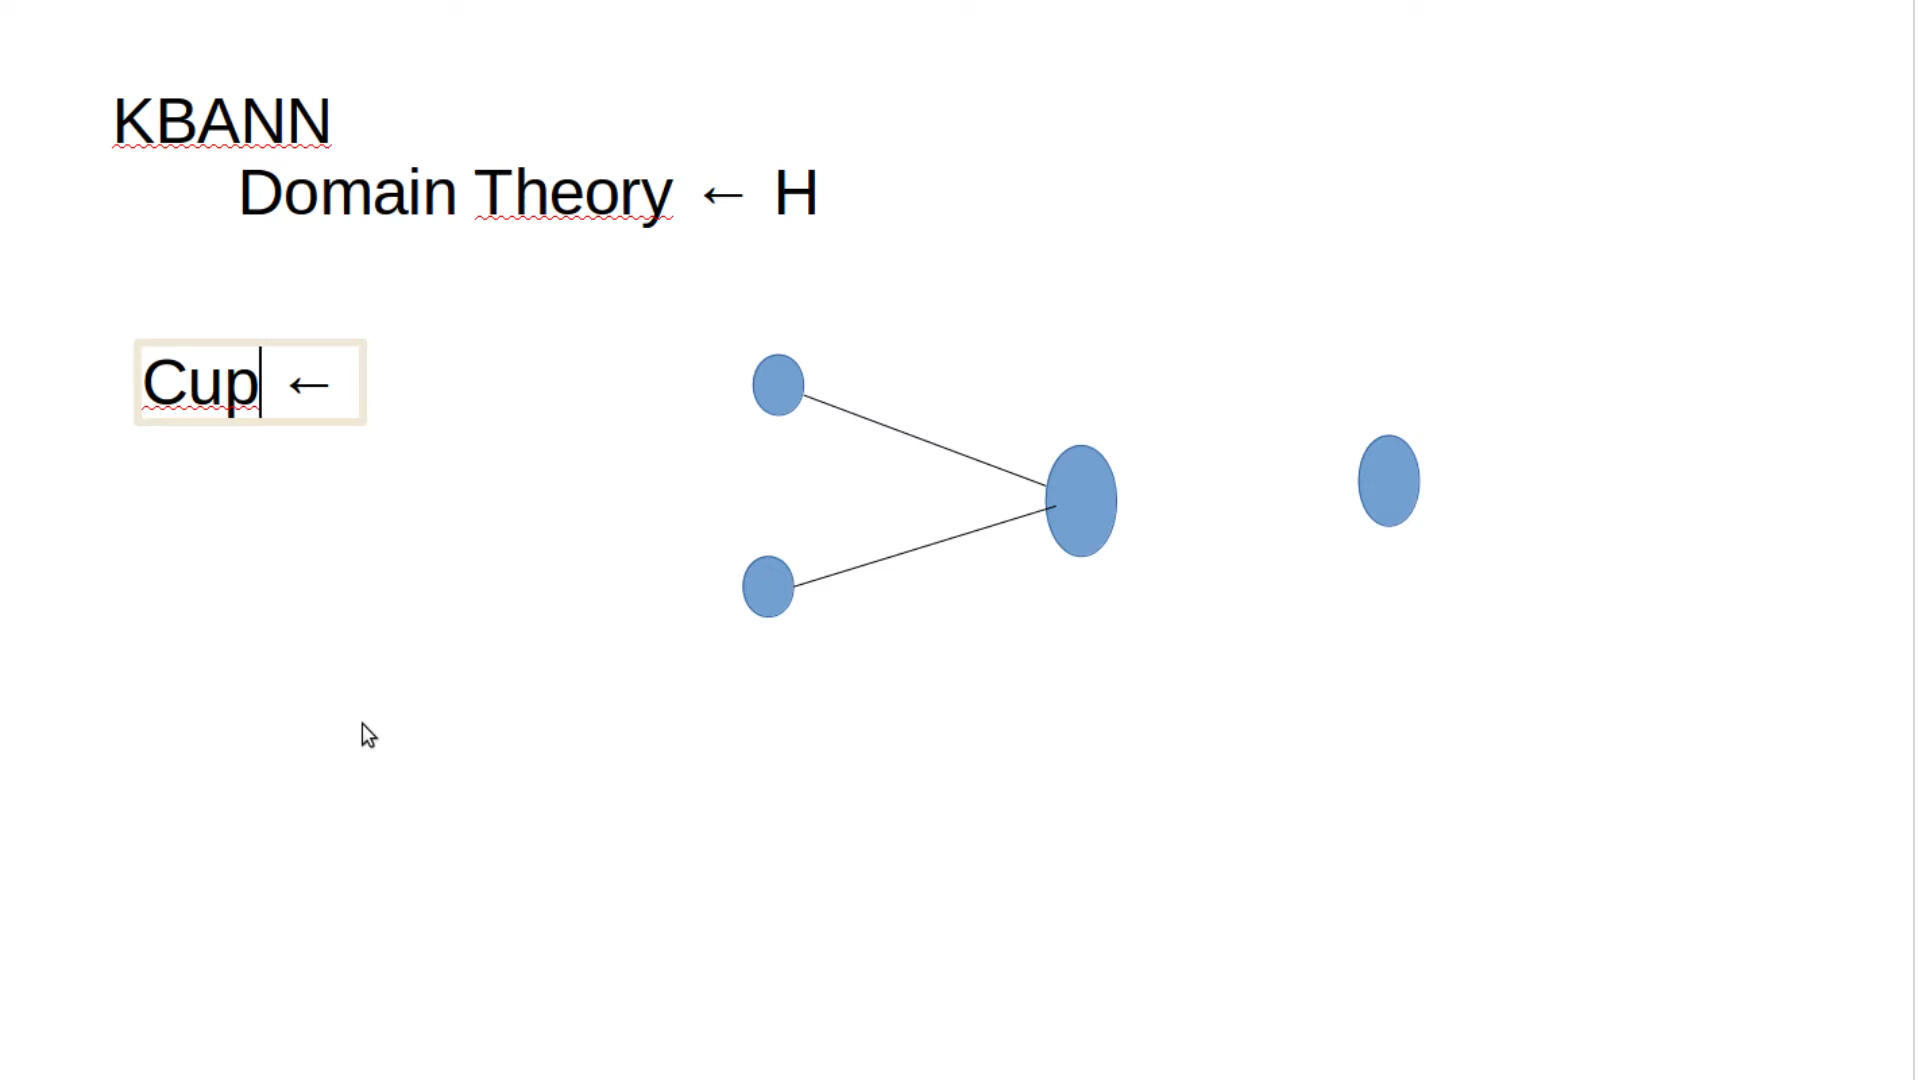 KBANN
Domain Theory ← H
Cup ←